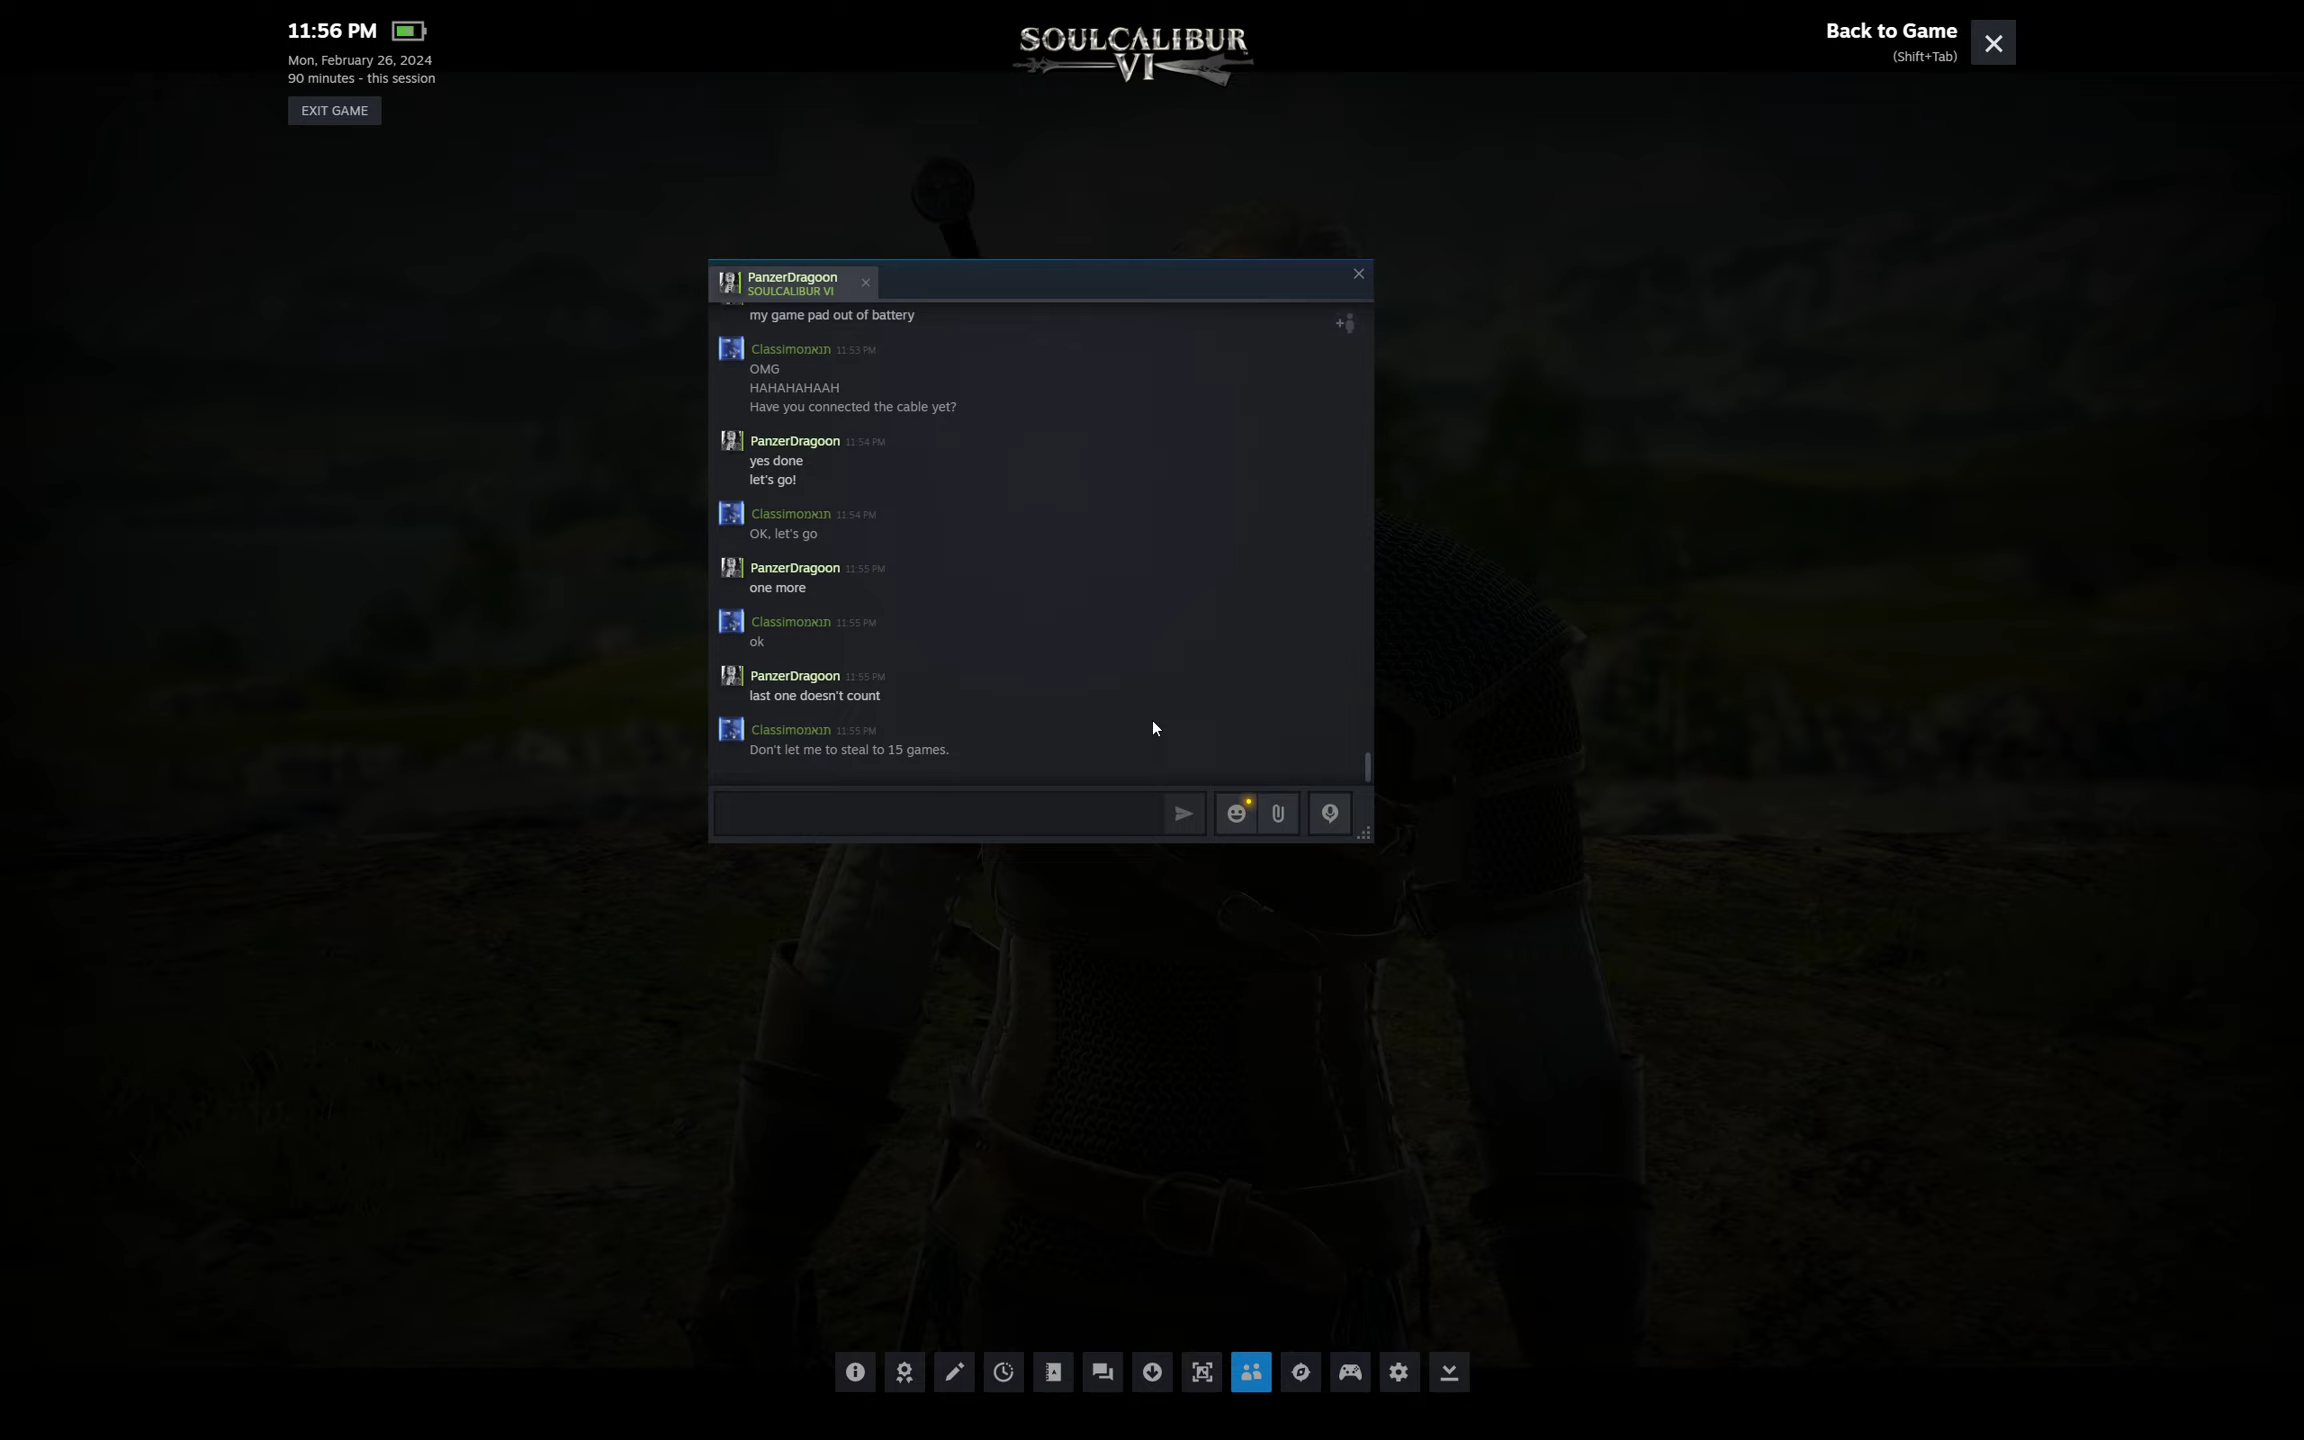 11:56 PM
Mon, February 26, 2024
90 minutes - this session
EXIT GAME
SOULCALIBUR
VI
Back to Game
(Shift+Tab)
PanzerDragoon
SOULCALIBUR VI
my game pad out of battery
Classimoתנאמ 11:53 PM
OMG
HAHAHAHAAH
Have you connected the cable yet?
PanzerDragoon 11:54 PM
yes done
let's go!
Classimoתנאמ 11:54 PM
OK, let's go
PanzerDragoon 11:55 PM
one more
Classimoתנאמ 11:55 PM
ok
PanzerDragoon 11:55 PM
last one doesn't count
Classimoתנאמ 11:55 PM
Don't let me to steal to 15 games.